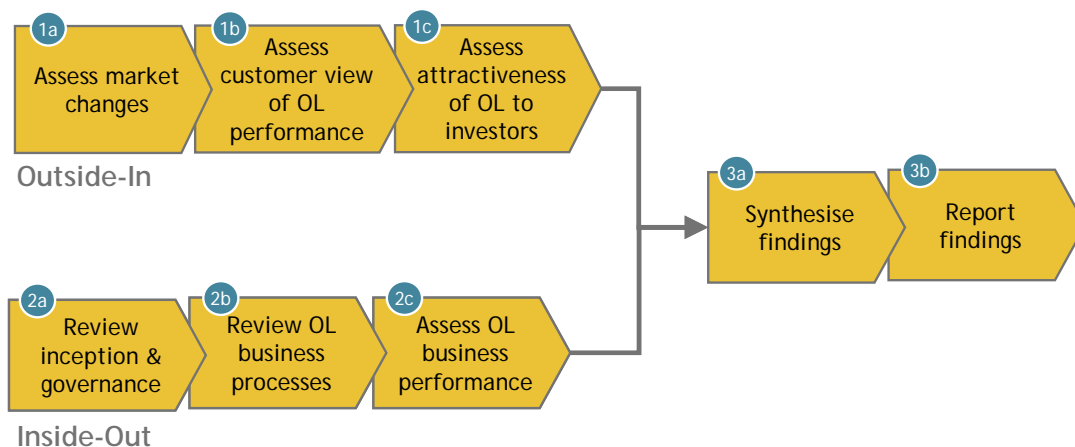 1a
Assess market
changes
1b
Assess
customer view
of OL
performance
1c
Assess
attractiveness
of OL to
investors
Outside-In
2a
Review
inception &
governance
2b
Review OL
business
processes
2c
Assess OL
business
performance
Inside-Out
3a
Synthesise
findings
3b
Report
findings